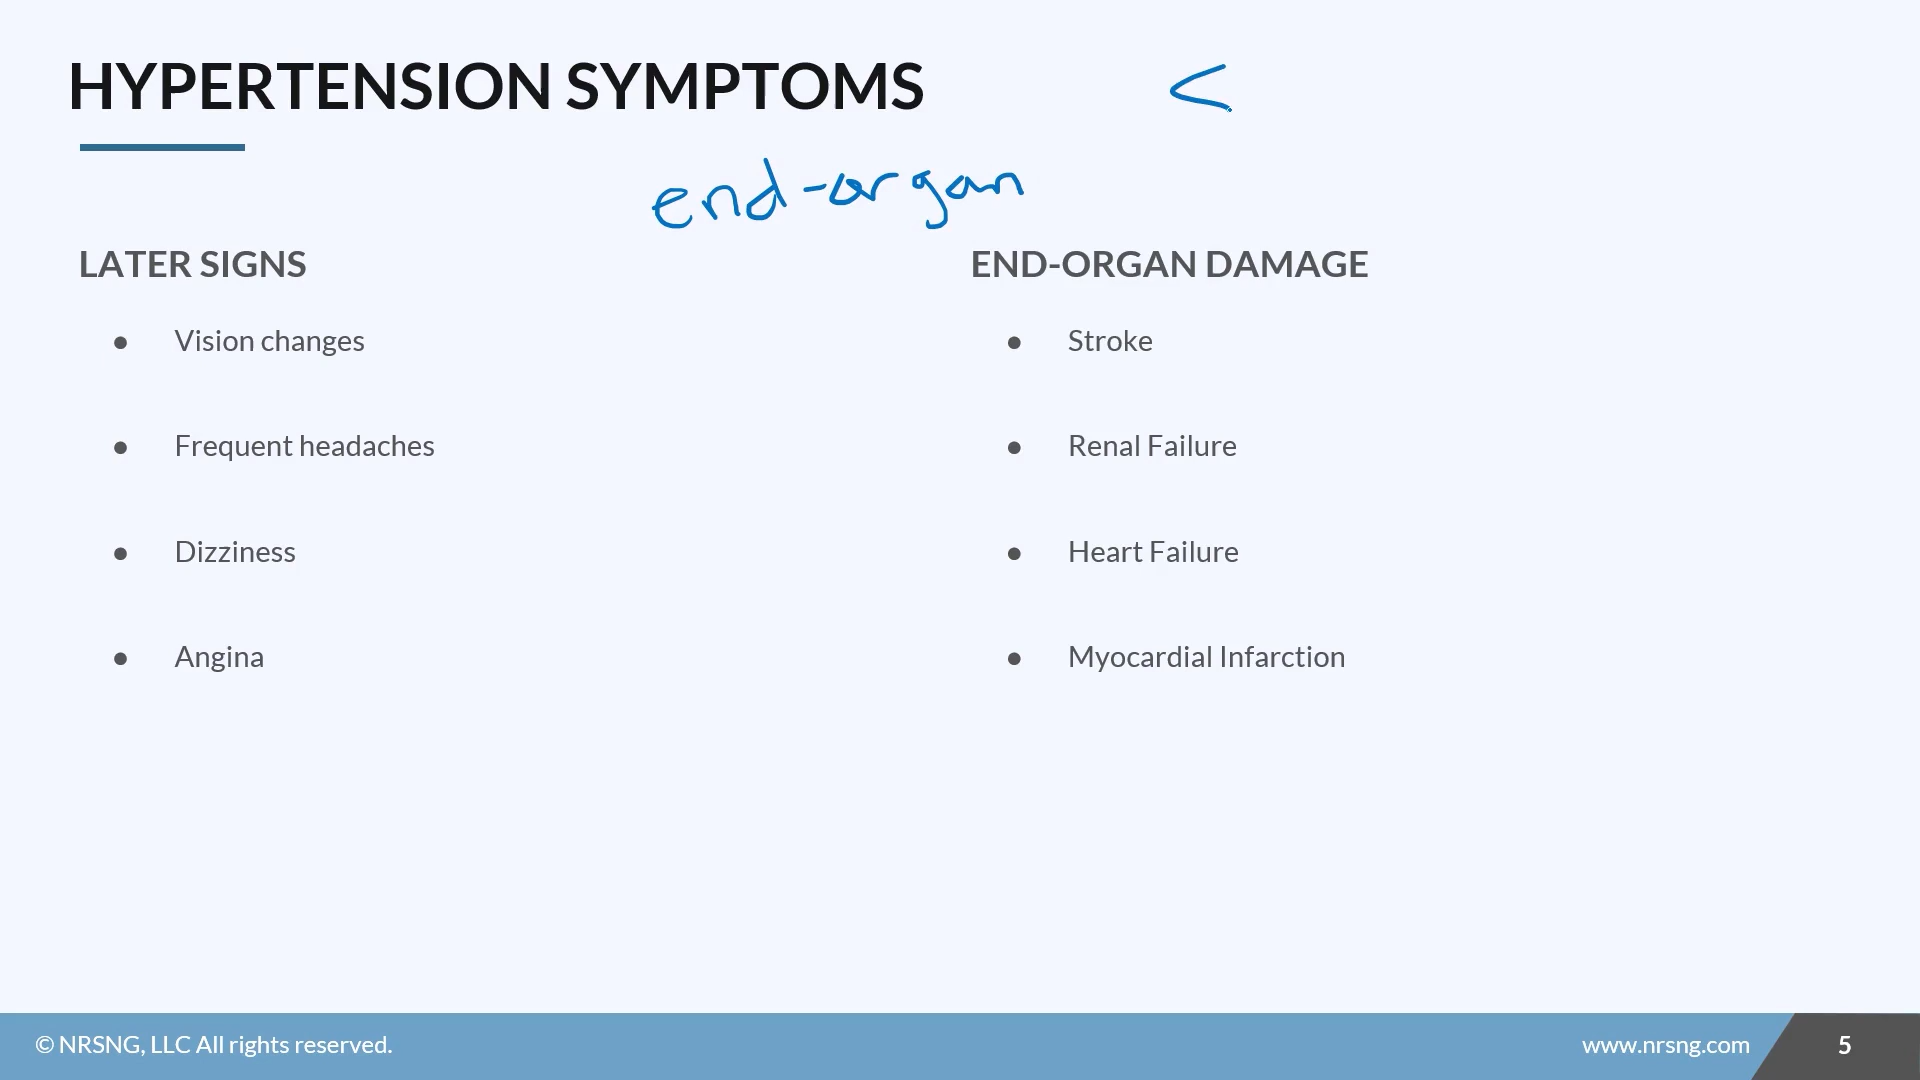 HYPERTENSION SYMPTOMS
<
end-organ
LATER SIGNS
• Vision changes
• Frequent headaches
• Dizziness
• Angina
END-ORGAN DAMAGE
• Stroke
• Renal Failure
• Heart Failure
• Myocardial Infarction
© NRSNG, LLC All rights reserved.
www.nrsng.com
5